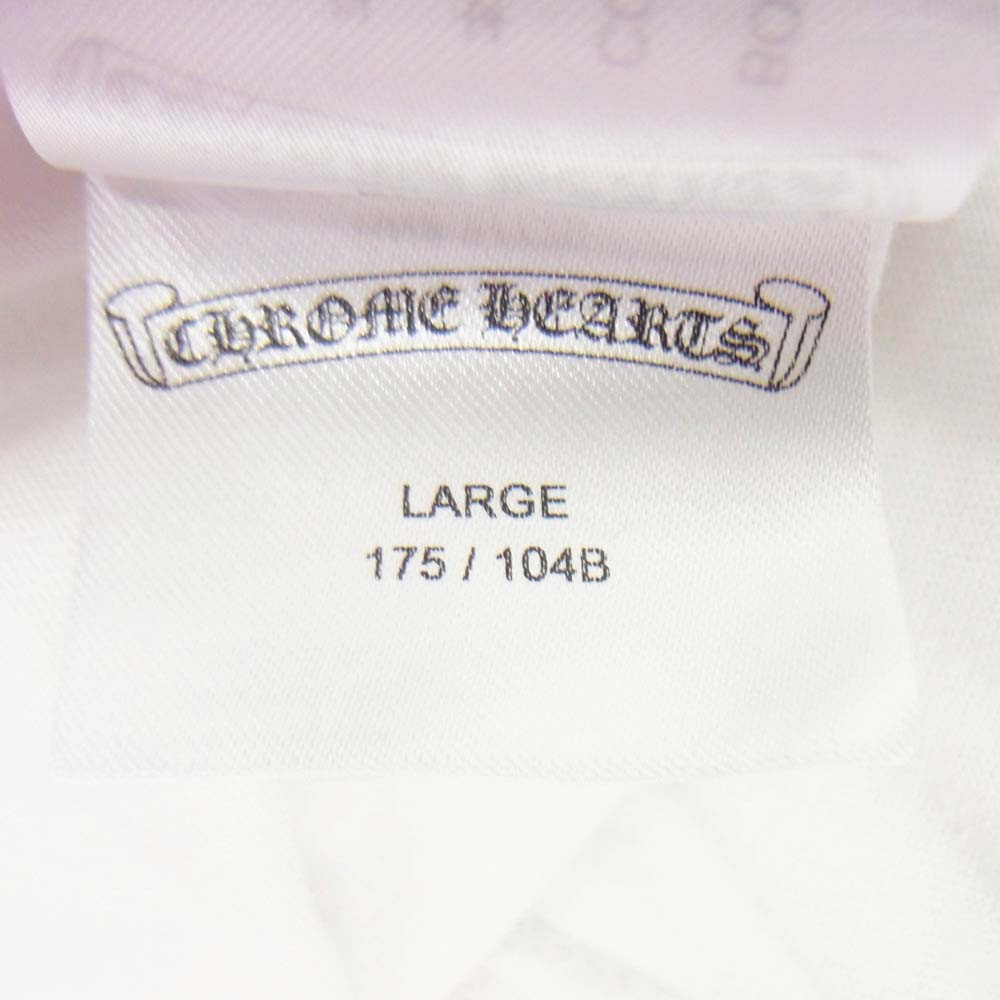 CHROME HEARTS
LARGE
175 / 104B